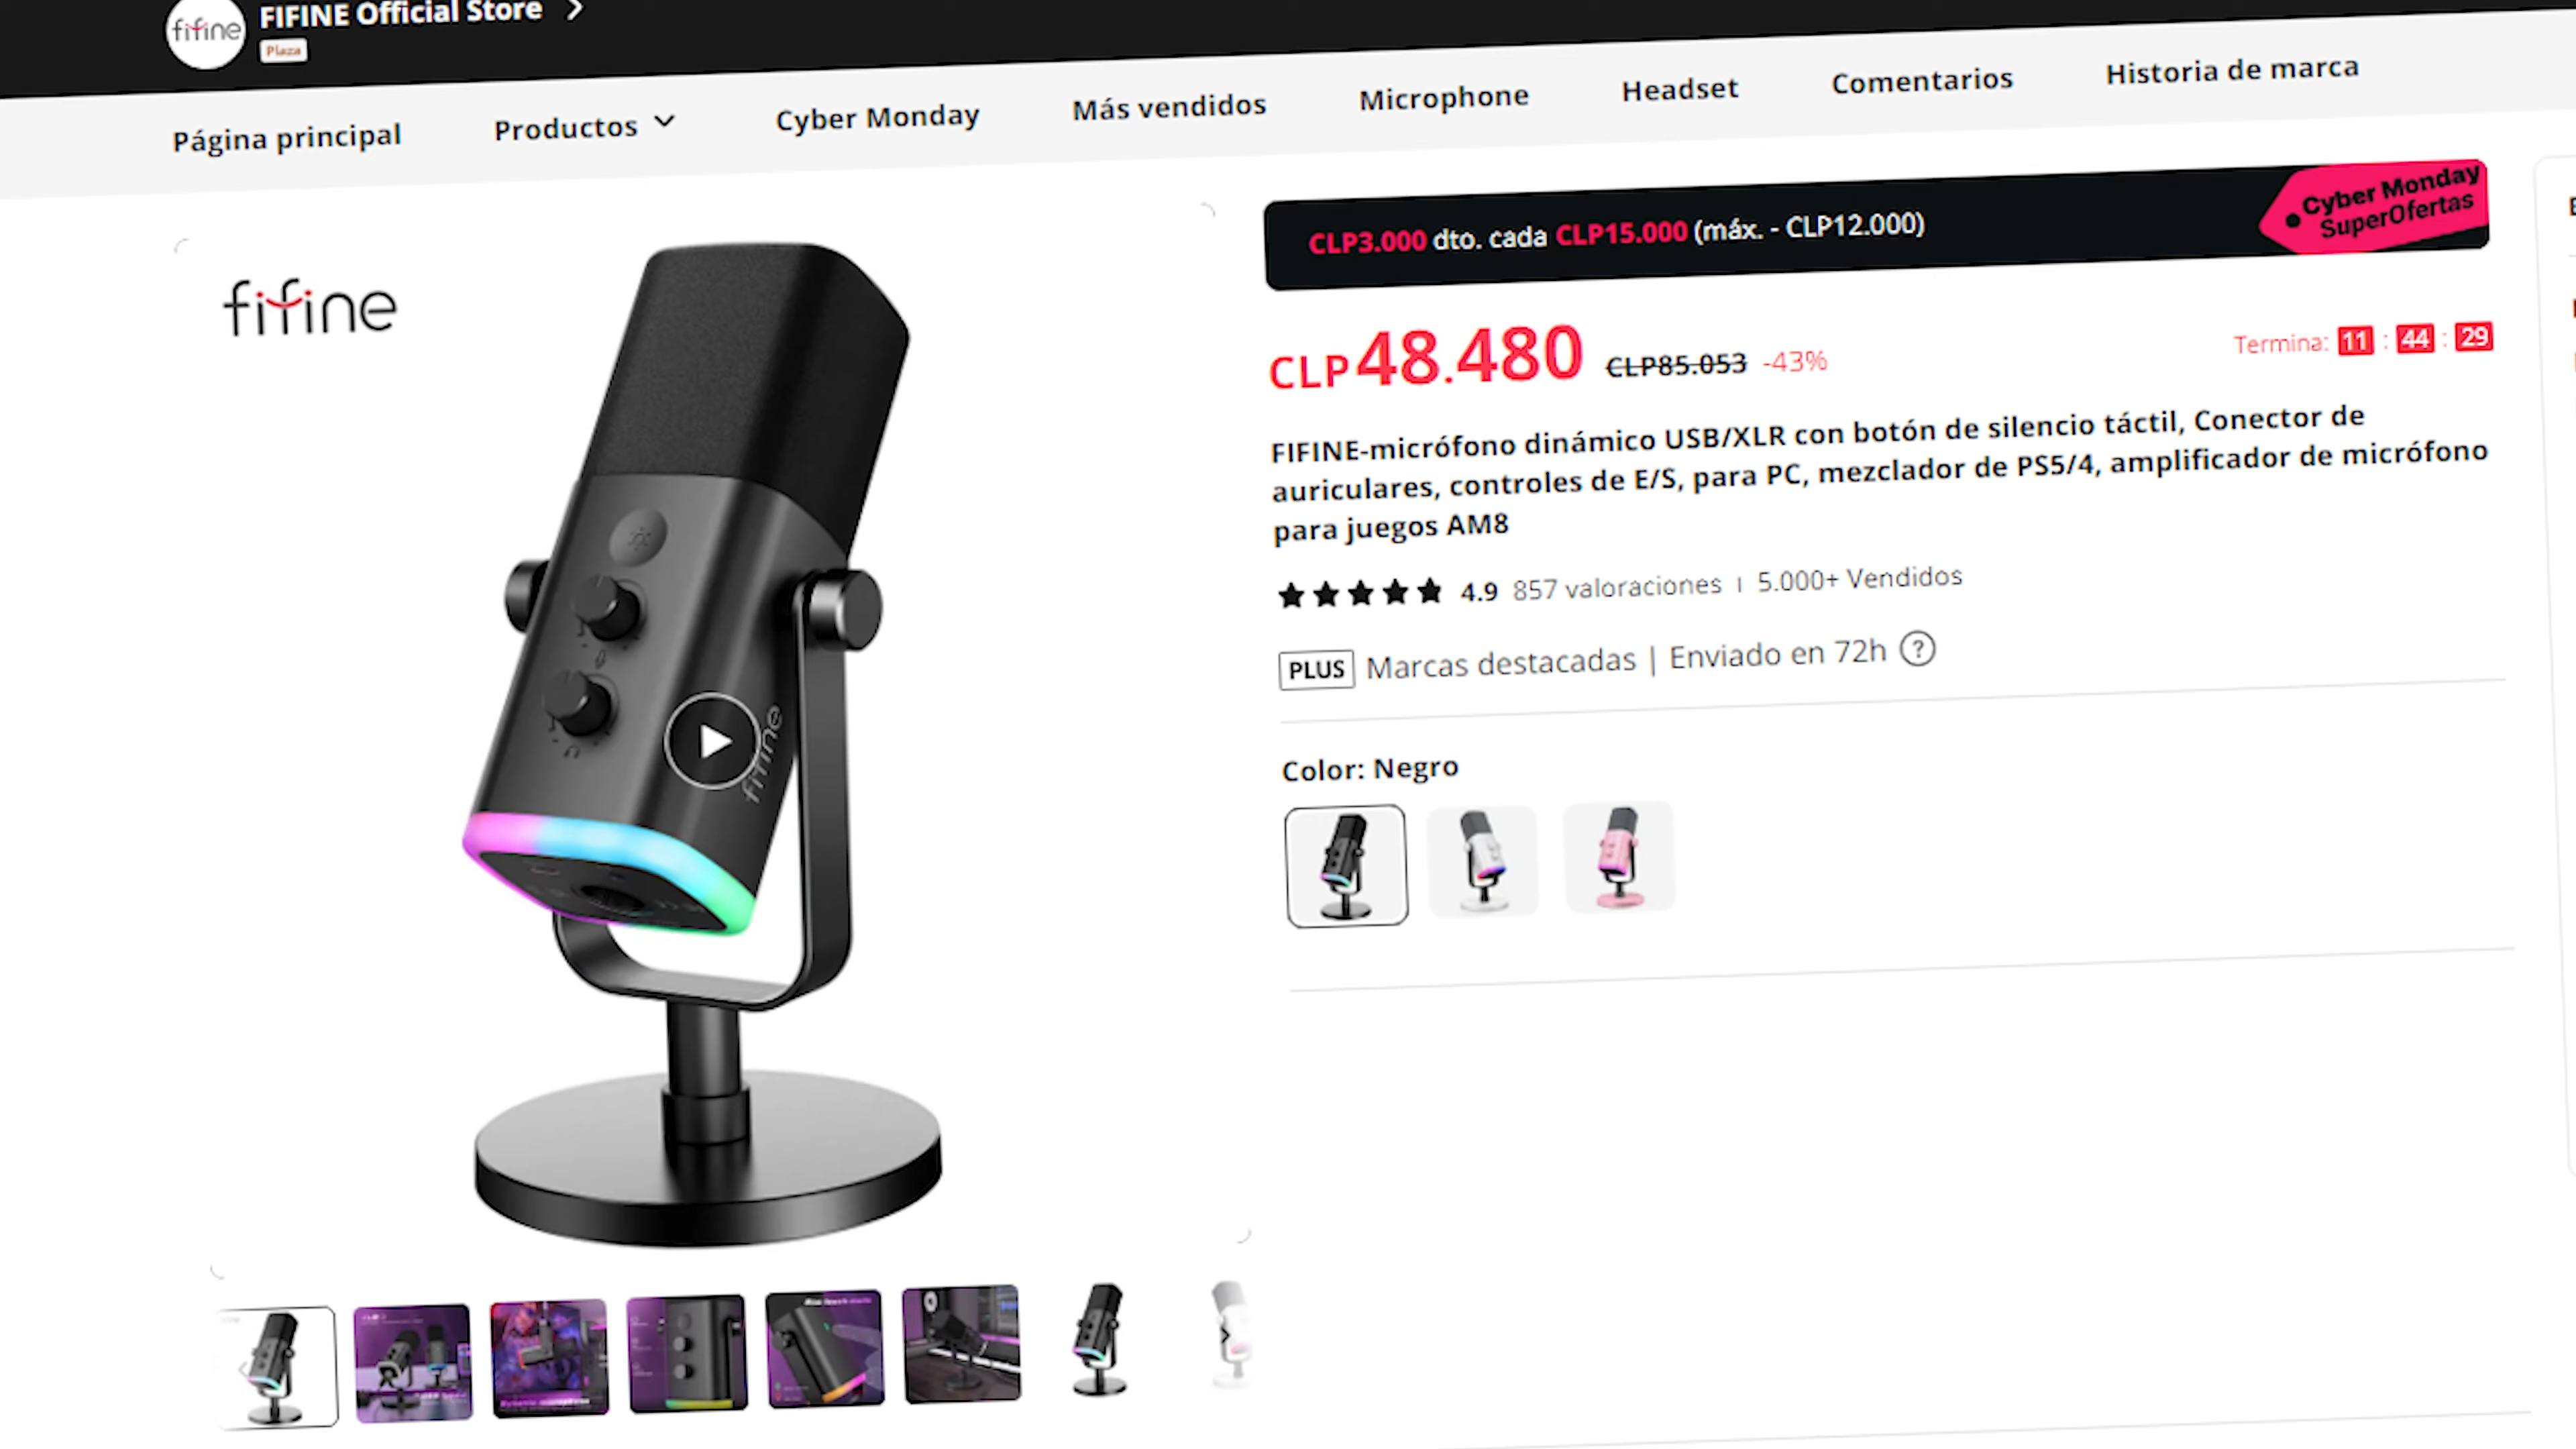 fifine
FIFINE Official Store
Plaza
Página principal
Productos
Cyber Monday
Más vendidos
Microphone
Headset
Comentarios
Historia de marca
fifine
fifine
CLP3.000 dto. cada CLP15.000 (máx. - CLP12.000)
Cyber Monday
SuperOfertas
CLP48.480 CLP85.053 -43%
Termina: 11 : 44 : 29
FIFINE-micrófono dinámico USB/XLR con botón de silencio táctil, Conector de
auriculares, controles de E/S, para PC, mezclador de PS5/4, amplificador de micrófono
para juegos AM8
4.9 857 valoraciones | 5.000+ Vendidos
PLUS Marcas destacadas | Enviado en 72h ?
Color: Negro